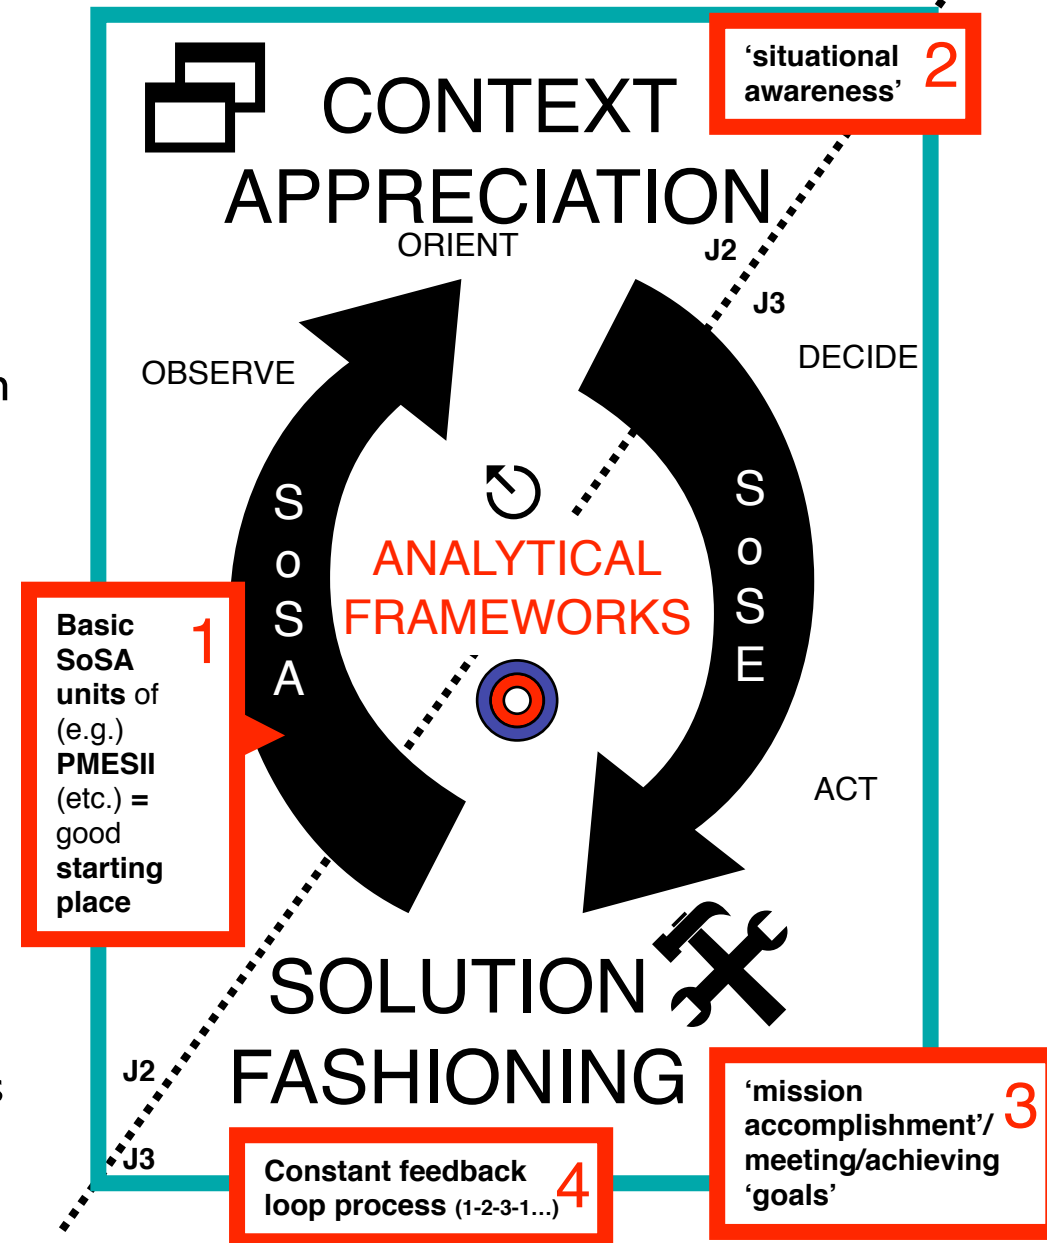 ‘situational
awareness’
2
CONTEXT
APPRECIATION
ORIENT
J2
J3
OBSERVE
DECIDE
n
S
o
S
A
S
o
S
E
ANALYTICAL
FRAMEWORKS
1
Basic
SoSA
units of
(e.g.)
PMESII
(etc.) =
good
starting
place
ACT
SOLUTION
FASHIONING
J2
J3
s
‘mission
accomplishment’/
meeting/achieving
‘goals’
3
Constant feedback
loop process (1-2-3-1...)
4